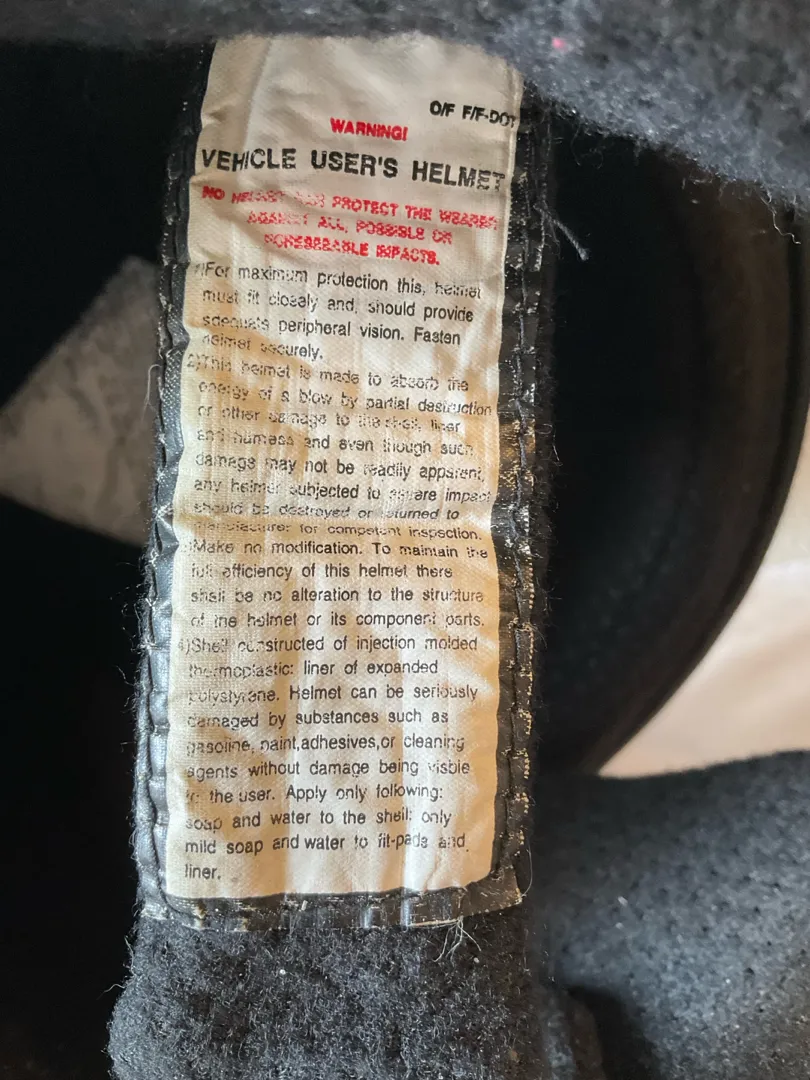 O/F F/F-DOT
WARNING!
VEHICLE USER'S HELMET
NO HELMET CAN PROTECT THE WEARER
AGAINST ALL, POSSIBLE OR
FORESEEABLE IMPACTS.
1)For maximum protection this, helmet
must fit closely and, should provide
adequate peripheral vision. Fasten
helmet securely.
2)This helmet is made to absorb the
energy of a blow by partial destruction
or other damage to the shell, liner
and harness and even though such
damage may not be readily apparent,
any helmet subjected to severe impact
should be destroyed or returned to
manufacturer for competent inspection.
Make no modification. To maintain the
full efficiency of this helmet there
shall be no alteration to the structure
of the helmet or its component parts.
4)Shell constructed of injection molded
thermoplastic: liner of expanded
polystyrene. Helmet can be seriously
damaged by substances such as
gasoline, paint,adhesives,or cleaning
agents without damage being visble
to the user. Apply only following:
soap and water to the shell: only
mild soap and water to fit-pads and
liner.